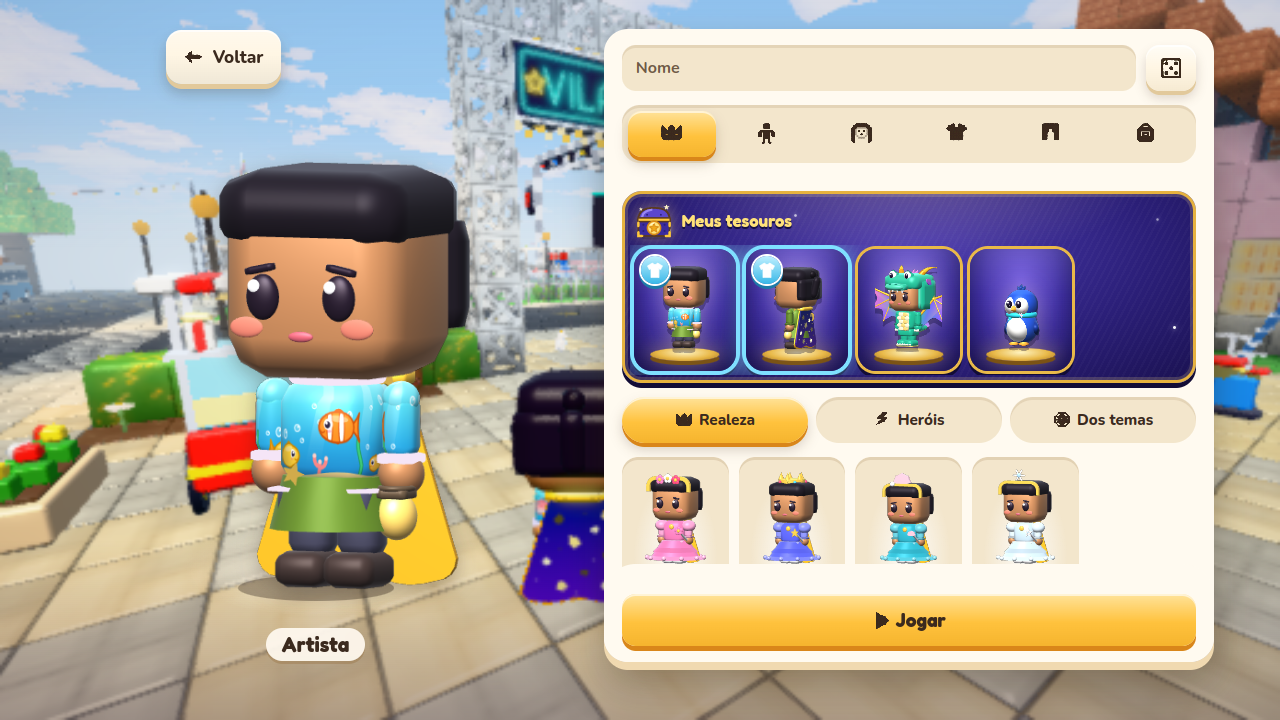 Voltar
Nome
Meus tesouros
Realeza
Heróis
Dos temas
Jogar
Artista